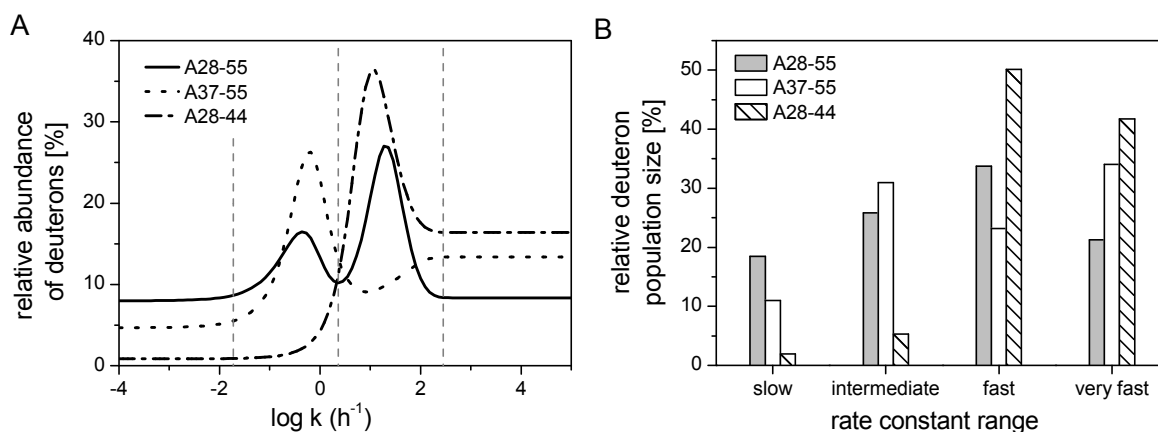 A
40
30
20
10
0
relative abundance
of deuterons [%]
A28-55
A37-55
A28-44
-4
-2
0
2
4
log k (h⁻¹)
B
50
40
30
20
10
0
relative deuteron
population size [%]
A28-55
A37-55
A28-44
slow
intermediate
fast
very fast
rate constant range